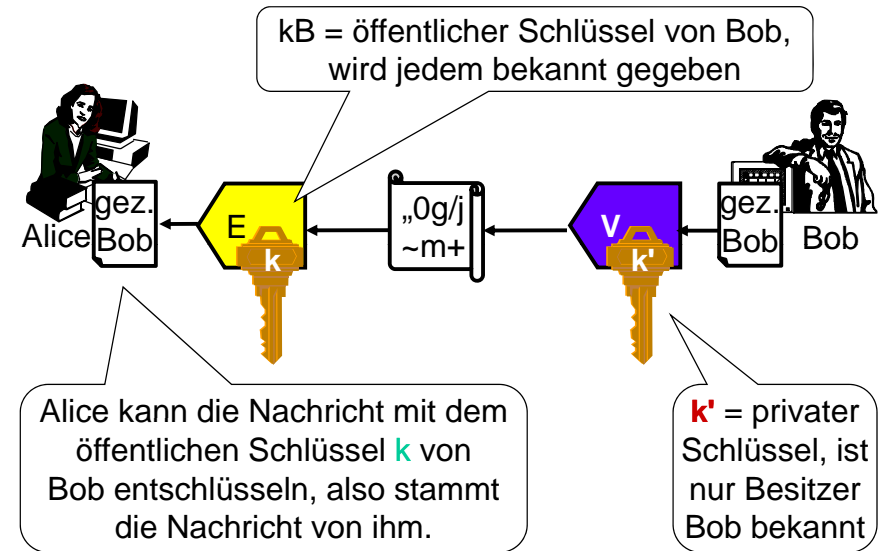 kB = öffentlicher Schlüssel von Bob,
wird jedem bekannt gegeben
gez.
Bob
Alice
E
k
„0g/j
~m+
V
k'
gez.
Bob
Bob
Alice kann die Nachricht mit dem
öffentlichen Schlüssel k von
Bob entschlüsseln, also stammt
die Nachricht von ihm.
k' = privater
Schlüssel, ist
nur Besitzer
Bob bekannt